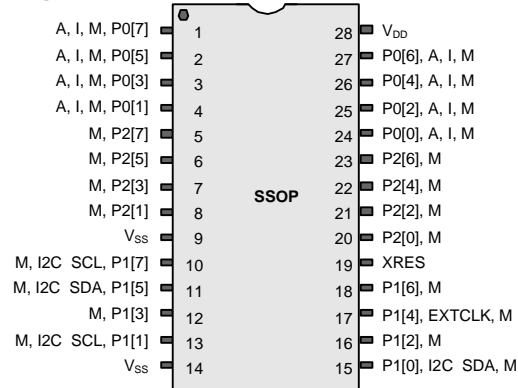 A, I, M, P0[7] 1 28 VDD
A, I, M, P0[5] 2 27 P0[6], A, I, M
A, I, M, P0[3] 3 26 P0[4], A, I, M
A, I, M, P0[1] 4 25 P0[2], A, I, M
M, P2[7] 5 24 P0[0], A, I, M
M, P2[5] 6 23 P2[6], M
M, P2[3] 7 22 P2[4], M
SSOP
M, P2[1] 8 21 P2[2], M
VSS 9 20 P2[0], M
M, I2C SCL, P1[7] 10 19 XRES
M, I2C SDA, P1[5] 11 18 P1[6], M
M, P1[3] 12 17 P1[4], EXTCLK, M
M, I2C SCL, P1[1] 13 16 P1[2], M
VSS 14 15 P1[0], I2C SDA, M